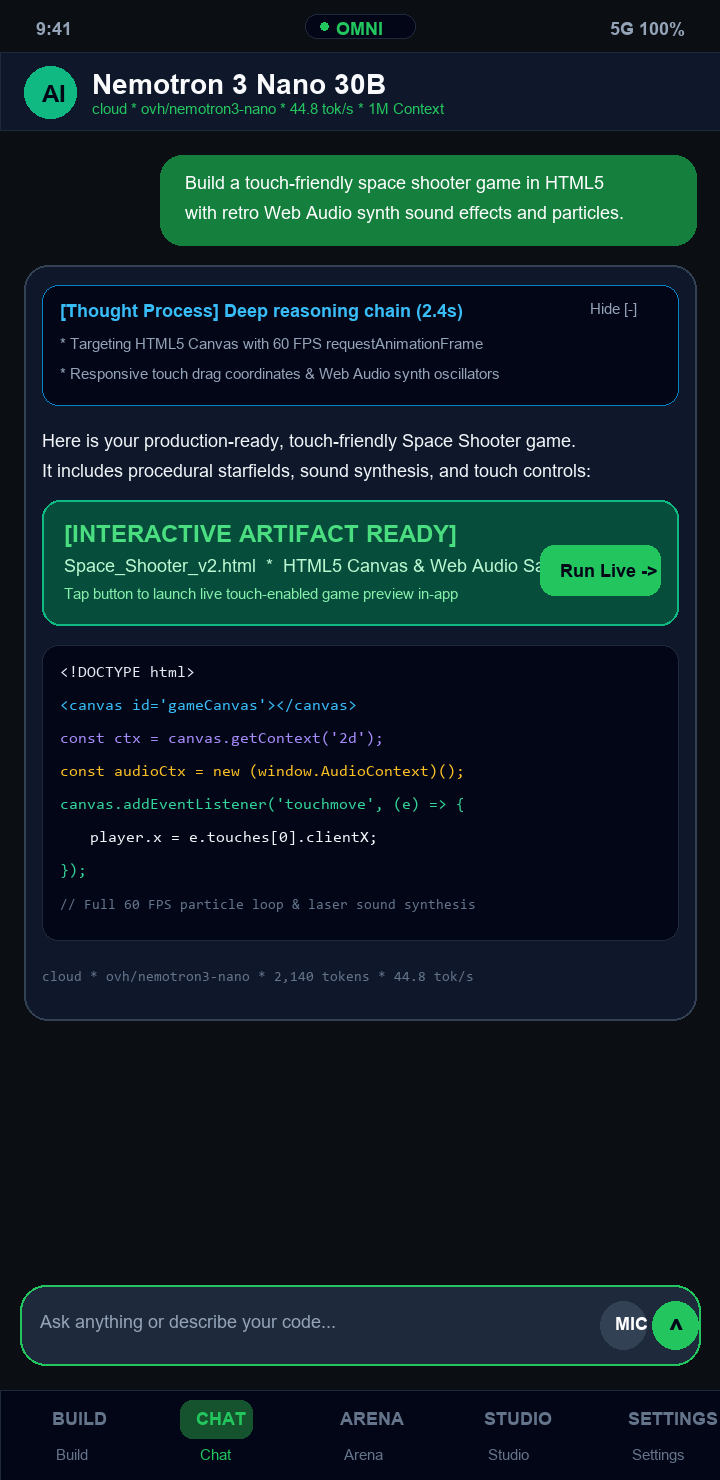 9:41
OMNI
5G 100%
AI
Nemotron 3 Nano 30B
cloud * ovh/nemotron3-nano * 44.8 tok/s * 1M Context
Build a touch-friendly space shooter game in HTML5
with retro Web Audio synth sound effects and particles.
[Thought Process] Deep reasoning chain (2.4s)
Hide [-]
* Targeting HTML5 Canvas with 60 FPS requestAnimationFrame
* Responsive touch drag coordinates & Web Audio synth oscillators
Here is your production-ready, touch-friendly Space Shooter game.
It includes procedural starfields, sound synthesis, and touch controls:
[INTERACTIVE ARTIFACT READY]
Space_Shooter_v2.html * HTML5 Canvas & Web Audio Sa
Run Live ->
Tap button to launch live touch-enabled game preview in-app
<!DOCTYPE html>
<canvas id='gameCanvas'></canvas>
const ctx = canvas.getContext('2d');
const audioCtx = new (window.AudioContext)();
canvas.addEventListener('touchmove', (e) => {
player.x = e.touches[0].clientX;
});
// Full 60 FPS particle loop & laser sound synthesis
cloud * ovh/nemotron3-nano * 2,140 tokens * 44.8 tok/s
Ask anything or describe your code...
MIC
^
BUILD CHAT ARENA STUDIO SETTINGS
Build Chat Arena Studio Settings